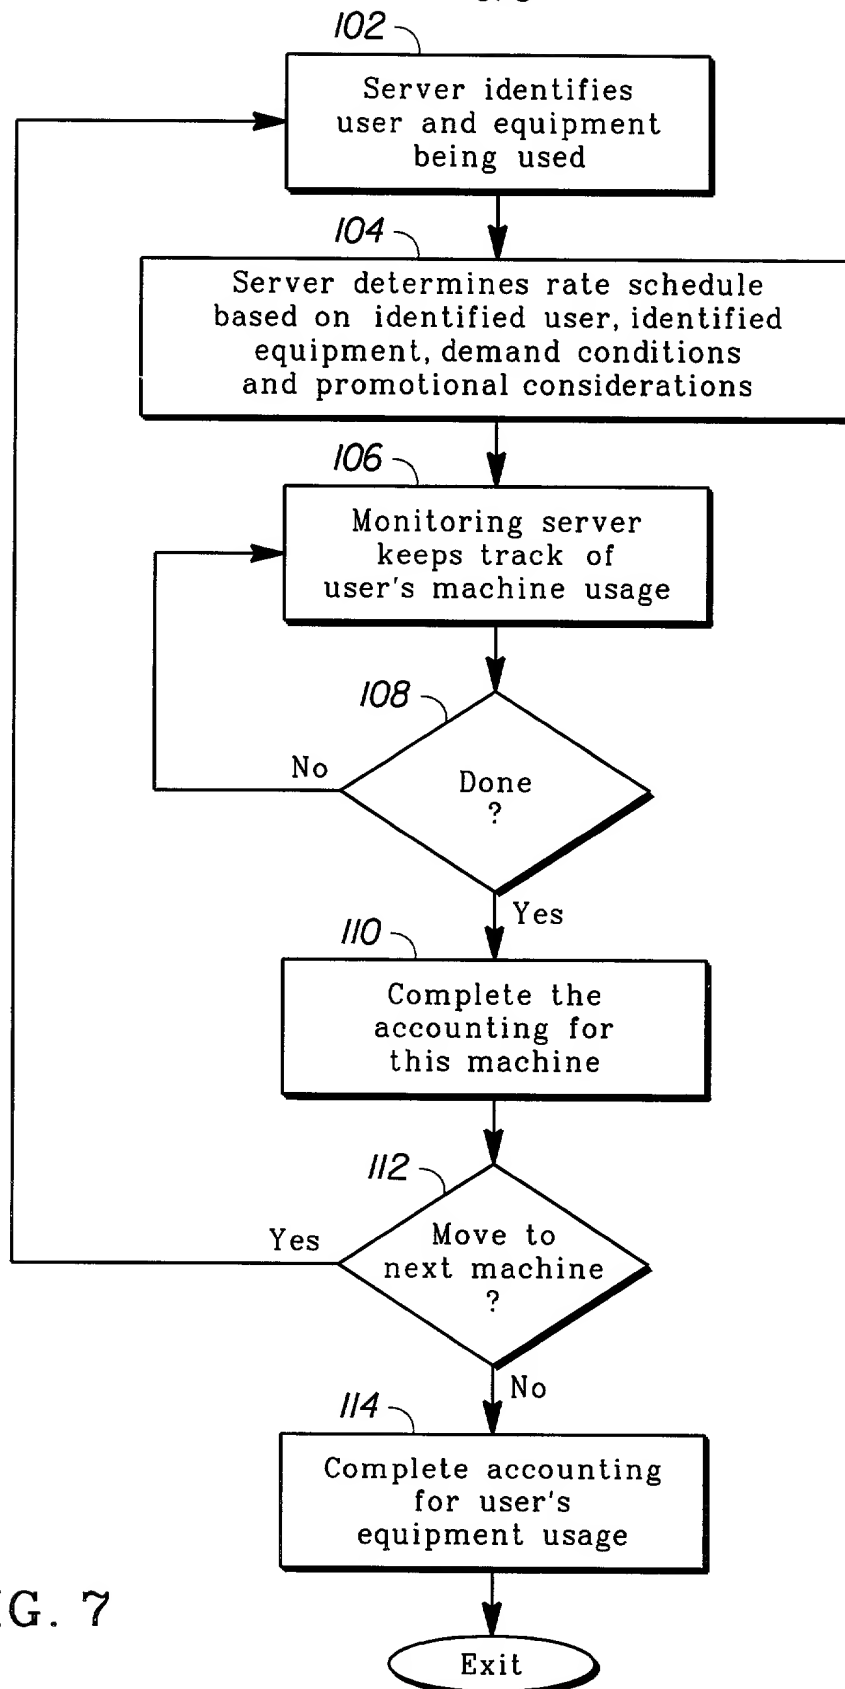 102
Server identifies
user and equipment
being used
104
Server determines rate schedule
based on identified user, identified
equipment, demand conditions
and promotional considerations
106
Monitoring server
keeps track of
user's machine usage
108
Done
?
No
Yes
110
Complete the
accounting for
this machine
112
Move to
next machine
?
Yes
No
114
Complete accounting
for user's
equipment usage
G. 7
Exit